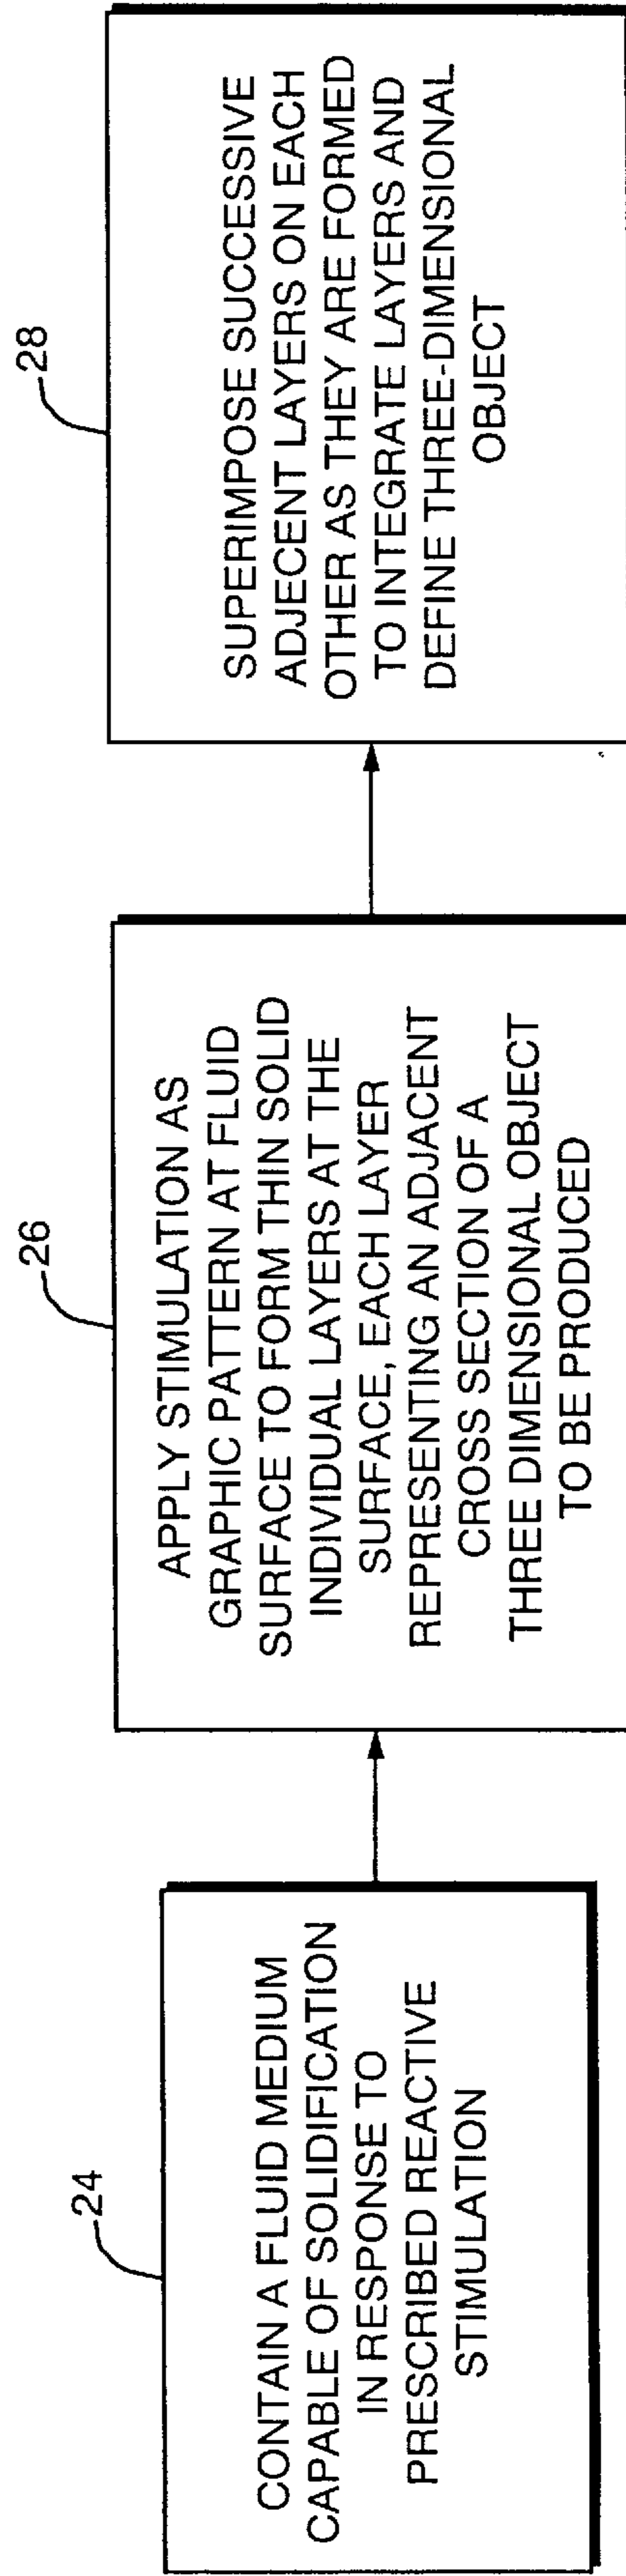 24
CONTAIN A FLUID MEDIUM
CAPABLE OF SOLIDIFICATION
IN RESPONSE TO
PRESCRIBED REACTIVE
STIMULATION
26
APPLY STIMULATION AS
GRAPHIC PATTERN AT FLUID
SURFACE TO FORM THIN SOLID
INDIVIDUAL LAYERS AT THE
SURFACE, EACH LAYER
REPRESENTING AN ADJACENT
CROSS SECTION OF A
THREE DIMENSIONAL OBJECT
TO BE PRODUCED
28
SUPERIMPOSE SUCCESSIVE
ADJECENT LAYERS ON EACH
OTHER AS THEY ARE FORMED
TO INTEGRATE LAYERS AND
DEFINE THREE-DIMENSIONAL
OBJECT